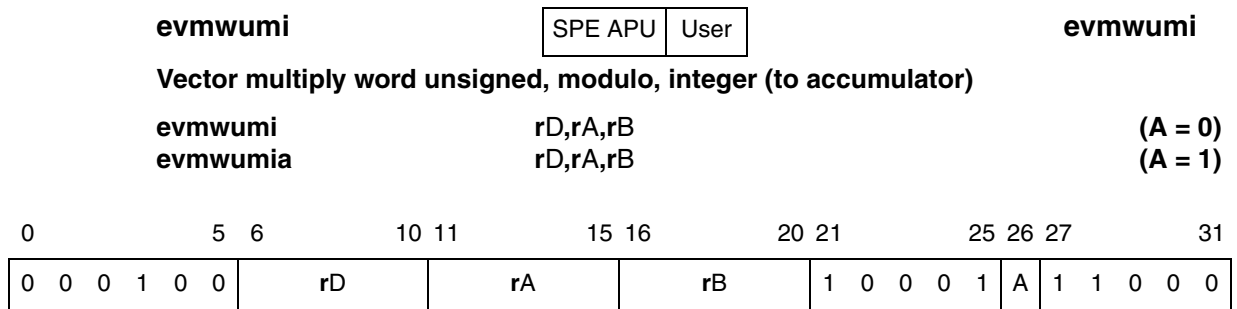 evmwumi SPE APU User evmwumi
Vector multiply word unsigned, modulo, integer (to accumulator)
evmwumi rD,rA,rB (A = 0)
evmwumia rD,rA,rB (A = 1)
0 5 6 10 11 15 16 20 21 25 26 27 31
0 0 0 1 0 0 rD rA rB 1 0 0 0 1 A 1 1 0 0 0